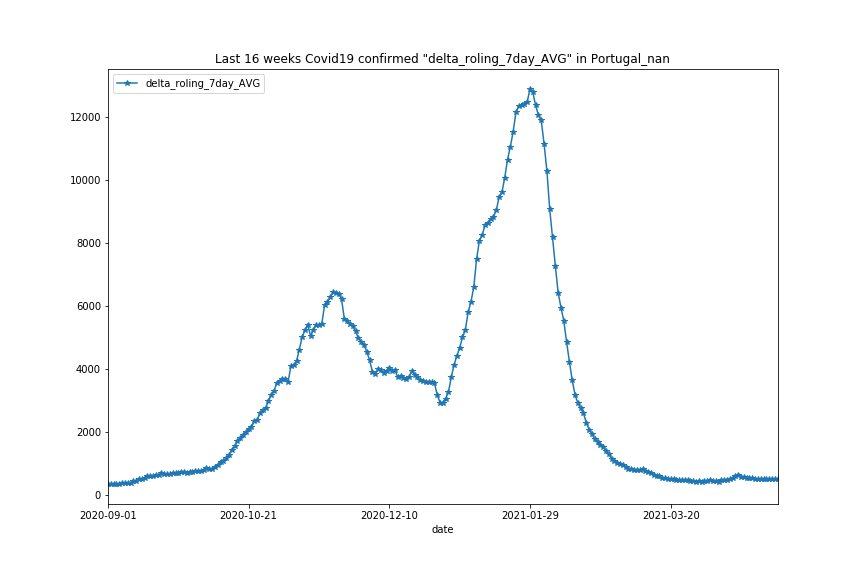 Last 16 weeks Covid19 confirmed "delta_roling_7day_AVG" in Portugal_nan
delta_roling_7day_AVG
12000
10000
8000
6000
4000
2000
0
2020-09-01 2020-10-21 2020-12-10 2021-01-29 2021-03-20
date